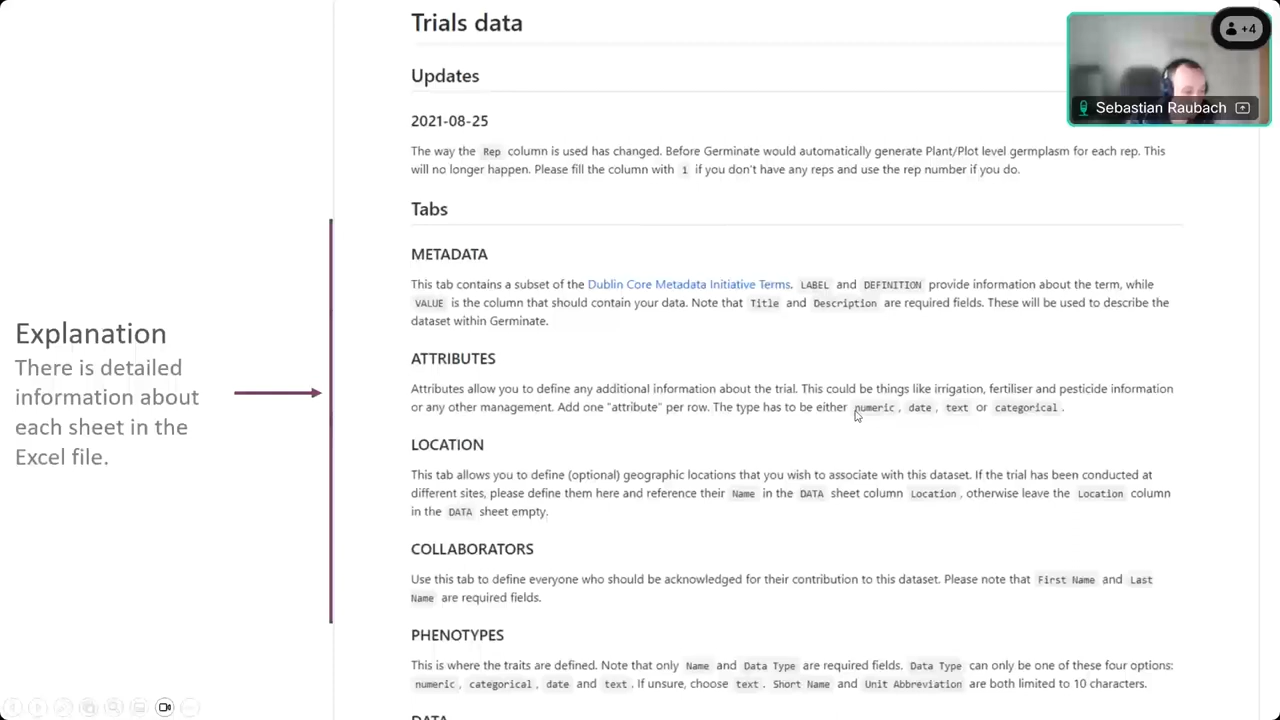 Trials data
Updates
2021-08-25
The way the Rep column is used has changed. Before Germinate would automatically generate Plant/Plot level germplasm for each rep. This
will no longer happen. Please fill the column with 1 if you don't have any reps and use the rep number if you do.
Tabs
METADATA
This tab contains a subset of the Dublin Core Metadata Initiative Terms. LABEL and DEFINITION provide information about the term, while
VALUE is the column that should contain your data. Note that Title and Description are required fields. These will be used to describe the
dataset within Germinate.
ATTRIBUTES
Attributes allow you to define any additional information about the trial. This could be things like irrigation, fertiliser and pesticide information
or any other management. Add one "attribute" per row. The type has to be either numeric, date, text or categorical.
LOCATION
This tab allows you to define (optional) geographic locations that you wish to associate with this dataset. If the trial has been conducted at
different sites, please define them here and reference their Name in the DATA sheet column Location, otherwise leave the Location column
in the DATA sheet empty.
COLLABORATORS
Use this tab to define everyone who should be acknowledged for their contribution to this dataset. Please note that First Name and Last
Name are required fields.
PHENOTYPES
This is where the traits are defined. Note that only Name and Data Type are required fields. Data Type can only be one of these four options:
numeric, categorical, date and text. If unsure, choose text. Short Name and Unit Abbreviation are both limited to 10 characters.
DATA
Explanation
There is detailed
information about
each sheet in the
Excel file.
+4
Sebastian Raubach